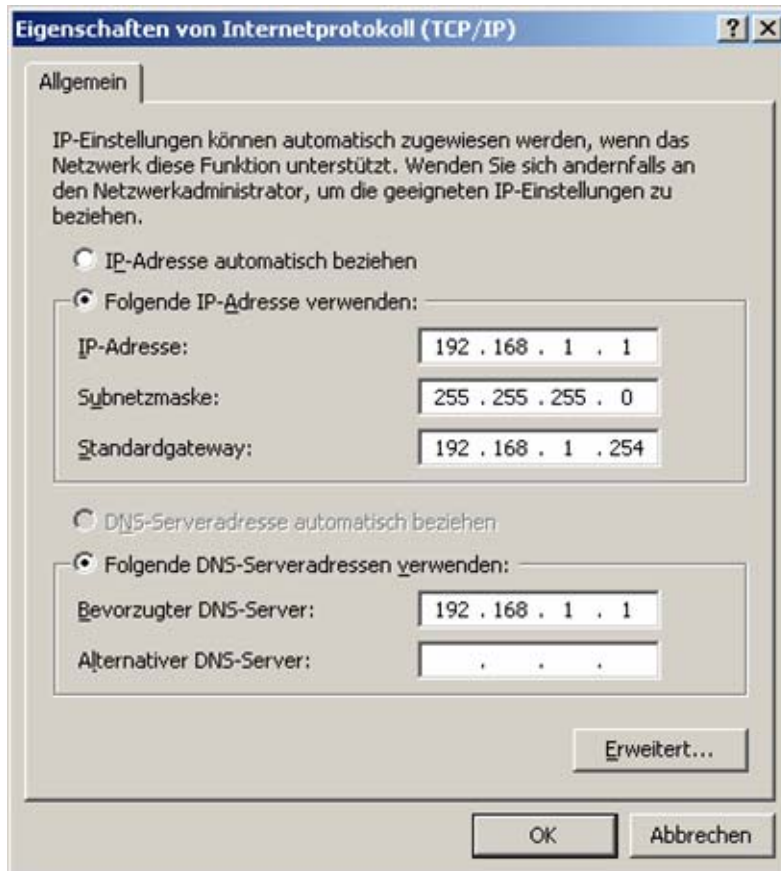 Eigenschaften von Internetprotokoll (TCP/IP)
Allgemein
IP-Einstellungen können automatisch zugewiesen werden, wenn das
Netzwerk diese Funktion unterstützt. Wenden Sie sich andernfalls an
den Netzwerkadministrator, um die geeigneten IP-Einstellungen zu
beziehen.
IP-Adresse automatisch beziehen
Folgende IP-Adresse verwenden:
IP-Adresse: 192 . 168 . 1 . 1
Subnetzmaske: 255 . 255 . 255 . 0
Standardgateway: 192 . 168 . 1 . 254
DNS-Serveradresse automatisch beziehen
Folgende DNS-Serveradressen verwenden:
Bevorzugter DNS-Server: 192 . 168 . 1 . 1
Alternativer DNS-Server: . . .
Erweitert...
OK Abbrechen